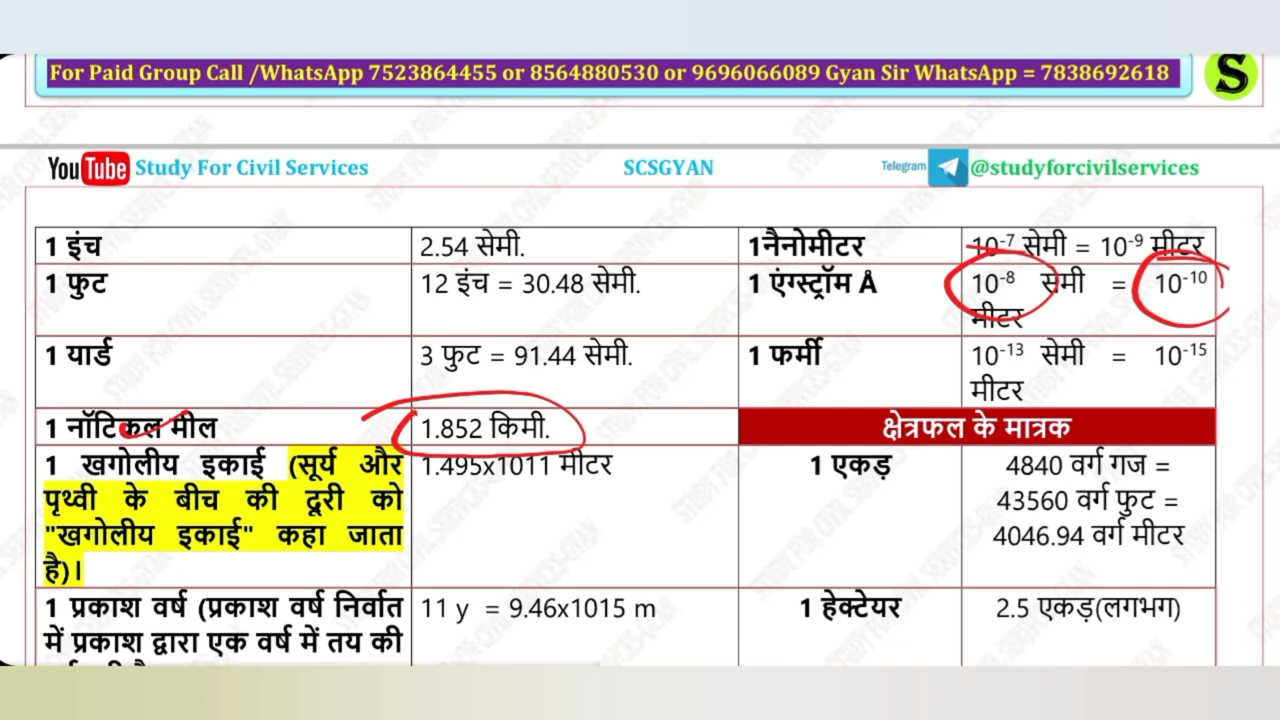 For Paid Group Call /WhatsApp 7523864455 or 8564880530 or 9696066089 Gyan Sir WhatsApp = 7838692618
S
YouTube Study For Civil Services SCSGYAN Telegram @studyforcivilservices
1 इंच 2.54 सेमी. 1नैनोमीटर 10⁻⁷ सेमी = 10⁻⁹ मीटर
1 फुट 12 इंच = 30.48 सेमी. 1 एंग्स्ट्रॉम Å 10⁻⁸ सेमी = 10⁻¹⁰
मीटर
1 यार्ड 3 फुट = 91.44 सेमी. 1 फर्मी 10⁻¹³ सेमी = 10⁻¹⁵
मीटर
1 नॉटिकल मील 1.852 किमी. क्षेत्रफल के मात्रक
1 खगोलीय इकाई (सूर्य और 1.495x1011 मीटर 1 एकड़ 4840 वर्ग गज =
पृथ्वी के बीच की दूरी को 43560 वर्ग फुट =
"खगोलीय इकाई" कहा जाता 4046.94 वर्ग मीटर
है)।
1 प्रकाश वर्ष (प्रकाश वर्ष निर्वात 11 y = 9.46x1015 m 1 हेक्टेयर 2.5 एकड़(लगभग)
में प्रकाश द्वारा एक वर्ष में तय की